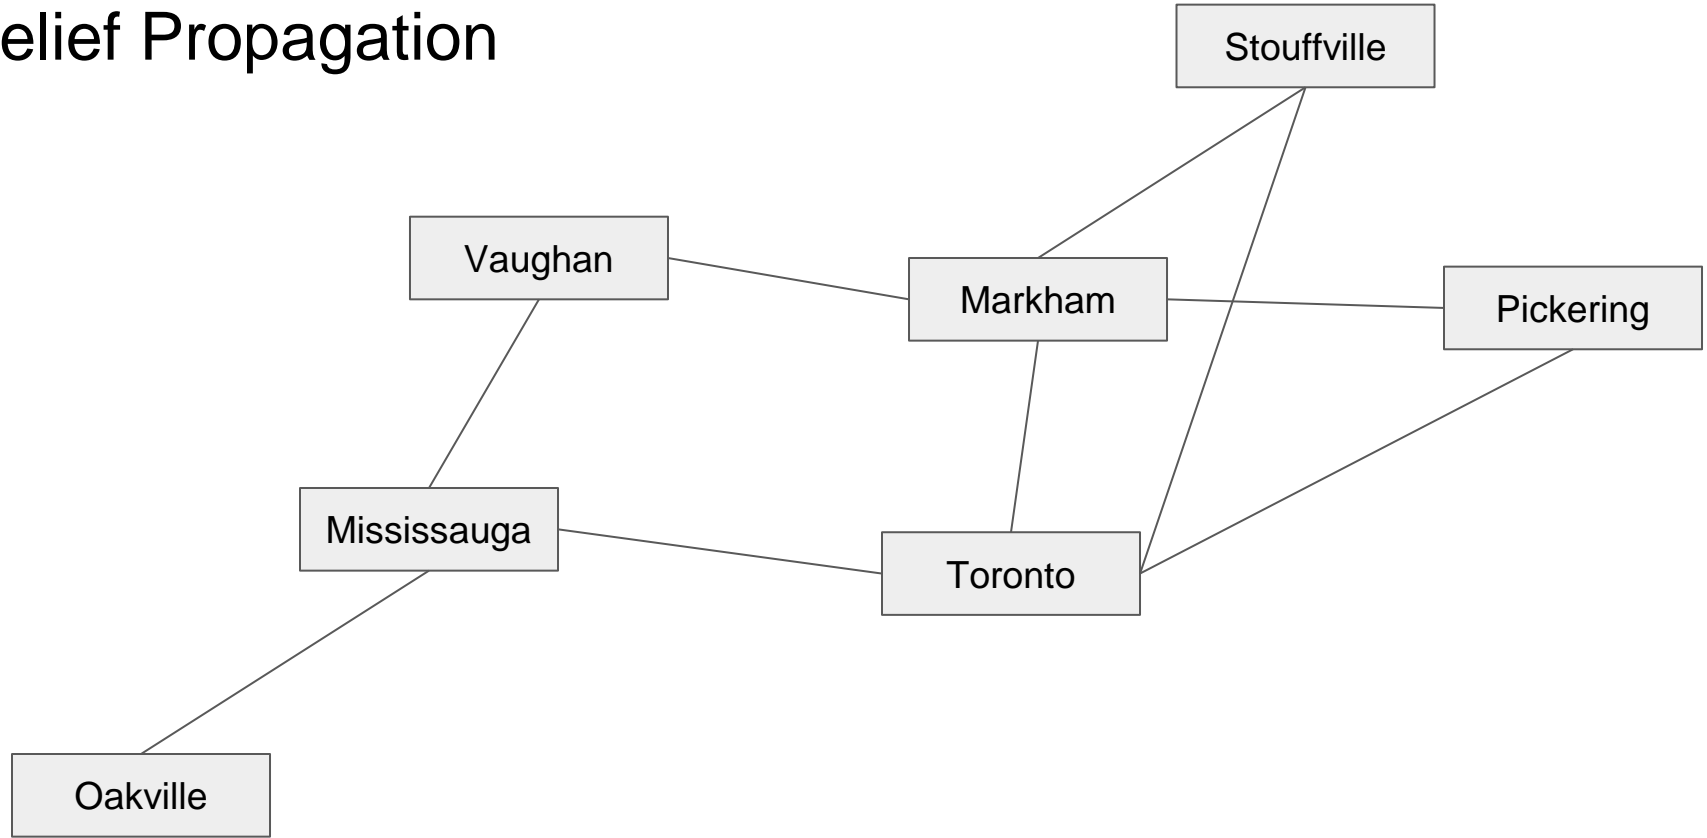 elief Propagation
Stouffville
Vaughan
Markham
Pickering
Mississauga
Toronto
Oakville